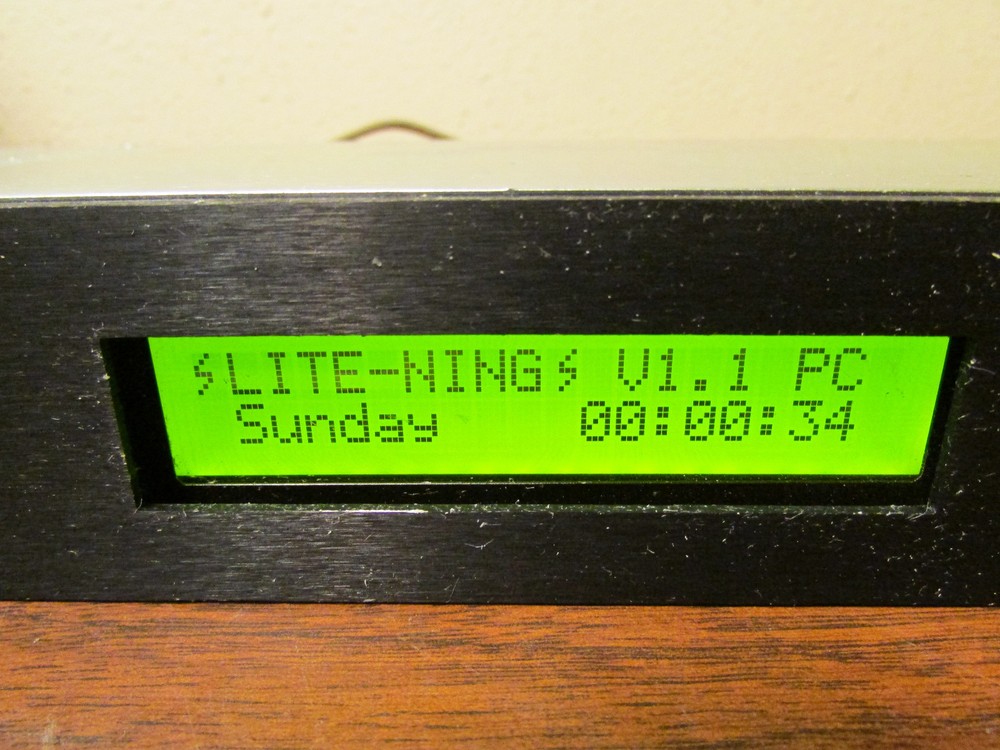 ⚡LITE-NING⚡ V1.1 PC
Sunday 00:00:34